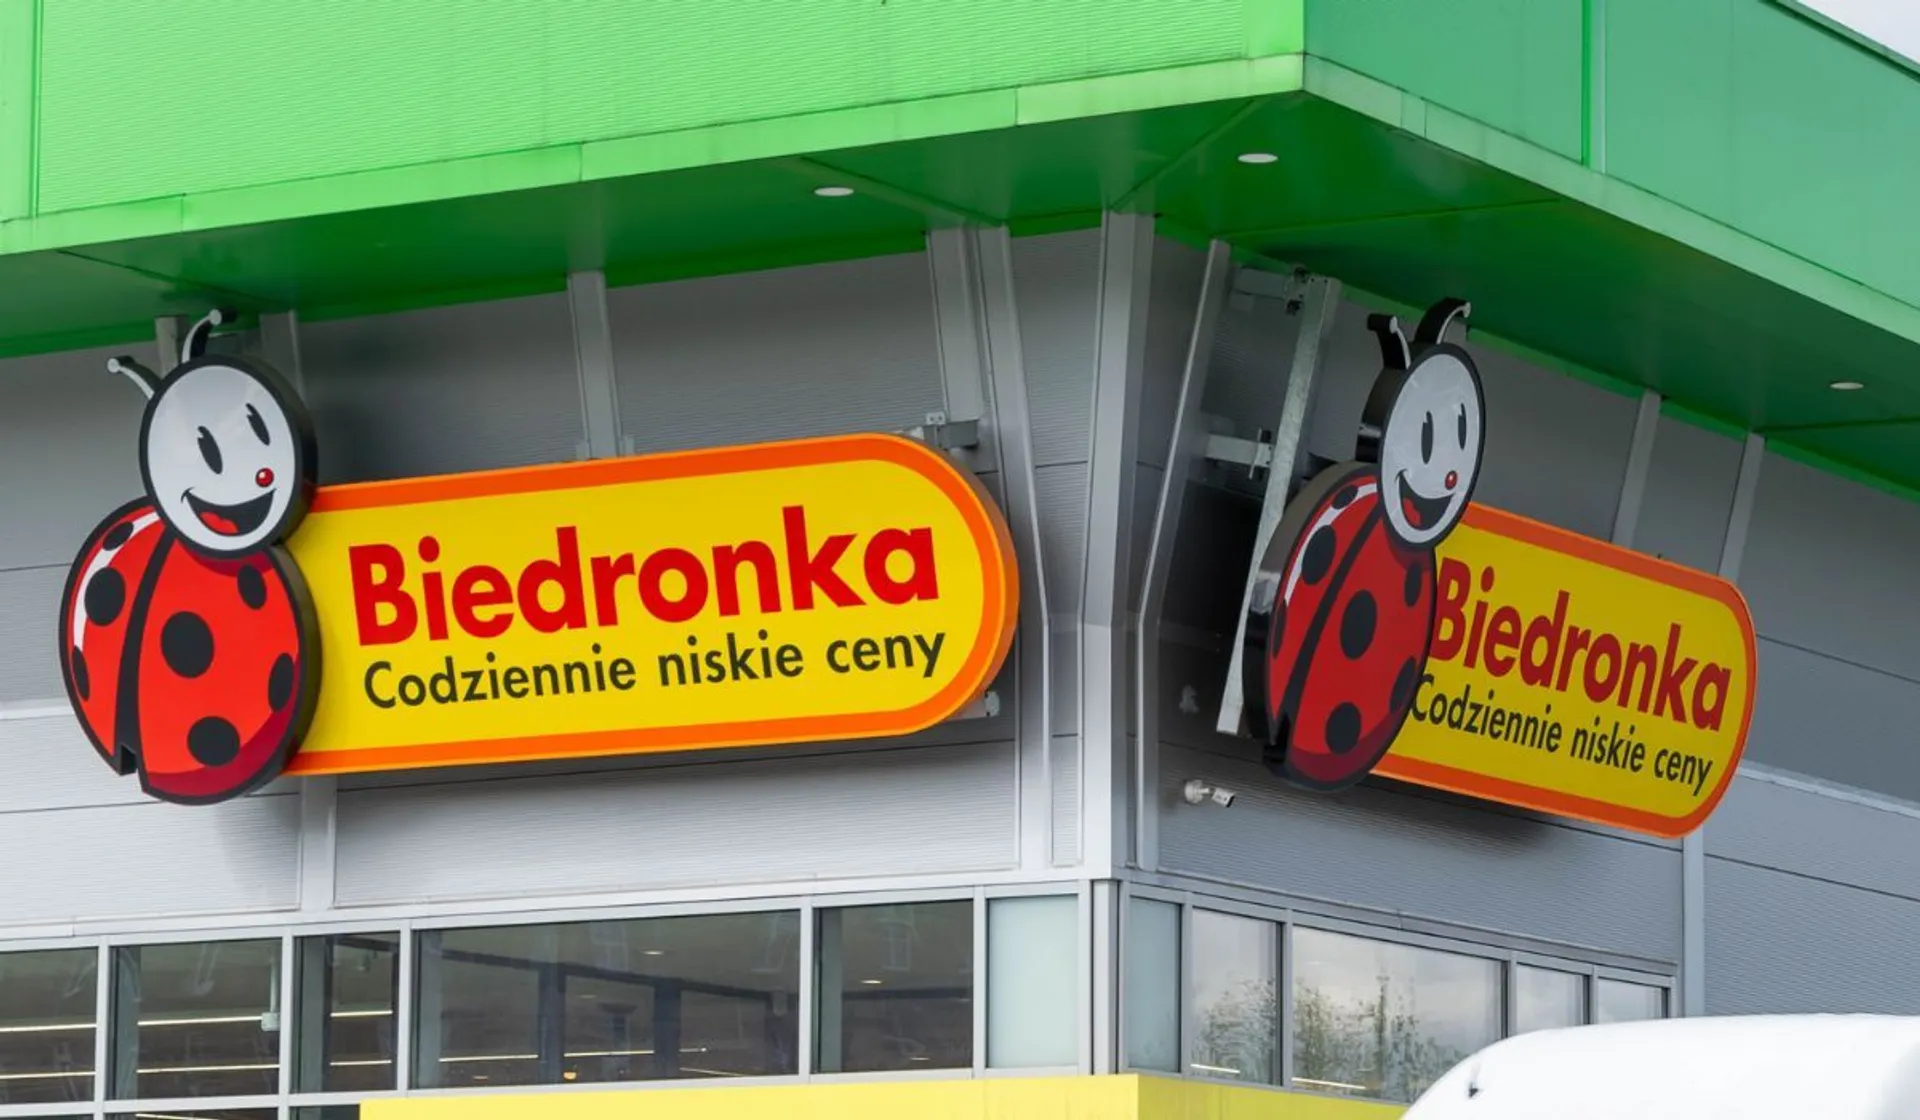 Biedronka
Codziennie niskie ceny
Biedronka
Codziennie niskie ceny